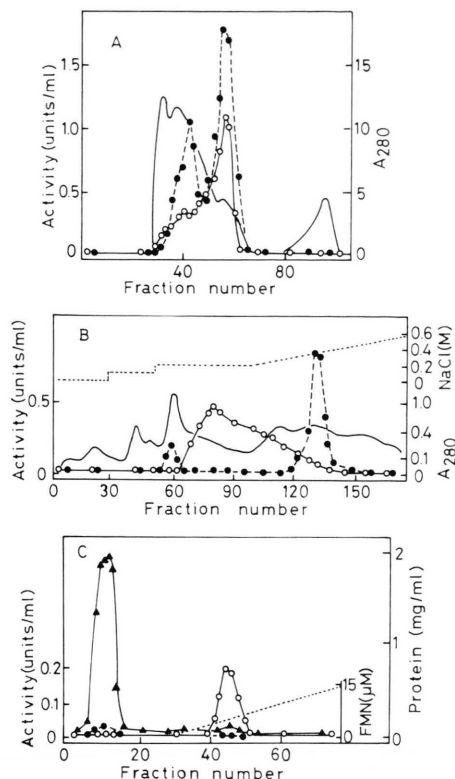 A
Activity (units/ml)
1.5
1.0
0.5
0
15
10
5
0
A280
40
80
Fraction number
B
Activity (units/ml)
0.5
0
NaCl(M)
0.6
0.4
0.2
0
1.0
0.4
0.1
0
A280
0
30
60
90
120
150
Fraction number
C
Activity(units/ml)
0.2
0.1
0
2
1
0
15
FMN(μM)
Protein (mg/ml)
0
20
40
60
Fraction number